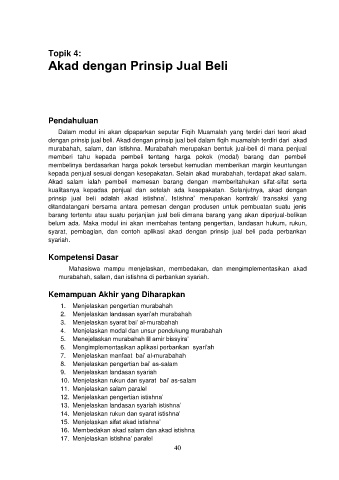 Topik 4:
Akad dengan Prinsip Jual Beli
Pendahuluan
Dalam modul ini akan dipaparkan seputar Fiqih Muamalah yang terdiri dari teori akad
dengan prinsip jual beli. Akad dengan prinsip jual beli dalam fiqih muamalah terdiri dari akad
murabahah, salam, dan istishna. Murabahah merupakan bentuk jual-beli di mana penjual
memberi tahu kepada pembeli tentang harga pokok (modal) barang dan pembeli
membelinya berdasarkan harga pokok tersebut kemudian memberikan margin keuntungan
kepada penjual sesuai dengan kesepakatan. Selain akad murabahah, terdapat akad salam.
Akad salam ialah pembeli memesan barang dengan memberitahukan sifat-sifat serta
kualitasnya kepadsa penjual dan setelah ada kesepakatan. Selanjutnya, akad dengan
prinsip jual beli adalah akad istishna'. Istishna' merupakan kontrak/ transaksi yang
ditandatangani bersama antara pemesan dengan produsen untuk pembuatan suatu jenis
barang tertentu atau suatu perjanjian jual beli dimana barang yang akan diperjual-belikan
belum ada. Maka modul ini akan membahas tentang pengertian, landasan hukum, rukun,
syarat, pembagian, dan contoh aplikasi akad dengan prinsip jual beli pada perbankan
syariah.
Kompetensi Dasar
Mahasiswa mampu menjelaskan, membedakan, dan mengimplementsikan akad
murabahah, salam, dan istishna di perbankan syariah.
Kemampuan Akhir yang Diharapkan
1. Menjelaskan pengertian murabahah
2. Menjelaskan landasan syari'ah murabahah
3. Menjelaskan syarat bai' al-murabahah
4. Menjelaskan modal dan unsur pendukung murabahah
5. Menejelaskan murabahah lil amir bissyira'
6. Mengimplementasikan aplikasi perbankan syari'ah
7. Menjelaskan manfaat bai' al-murabahah
8. Menjelaskan pengertian bai' as-salam
9. Menjelaskan landasan syariah
10. Menjelaskan rukun dan syarat bai' as-salam
11. Menjelaskan salam paralel
12. Menjelaskan pengertian istishna'
13. Menjelaskan landasan syariah istishna'
14. Menjelaskan rukun dan syarat istishna'
15. Menjelaskan sifat akad istishna'
16. Membedakan akad salam dan akad istishna
17. Menjelaskan istishna' paralel
40